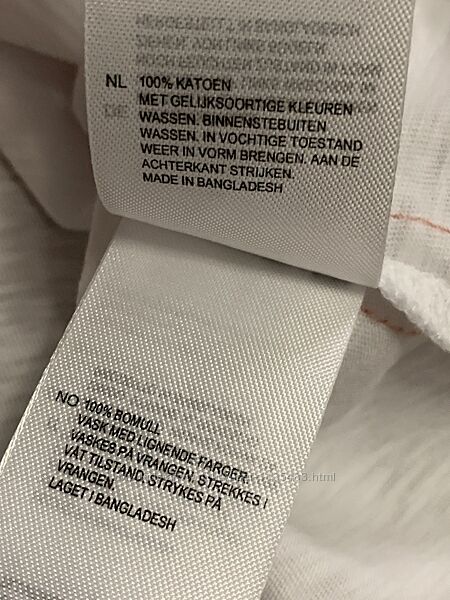 NL 100% KATOEN
MET GELIJKSOORTIGE KLEUREN
WASSEN. BINNENSTEBUITEN
WASSEN. IN VOCHTIGE TOESTAND
WEER IN VORM BRENGEN. AAN DE
ACHTERKANT STRIJKEN.
MADE IN BANGLADESH
NO 100% BOMULL
VASK MED LIGNENDE FARGER.
VASKES PÅ VRANGEN. STREKKES I
VÅT TILSTAND. STRYKES PÅ
VRANGEN
LAGET I BANGLADESH